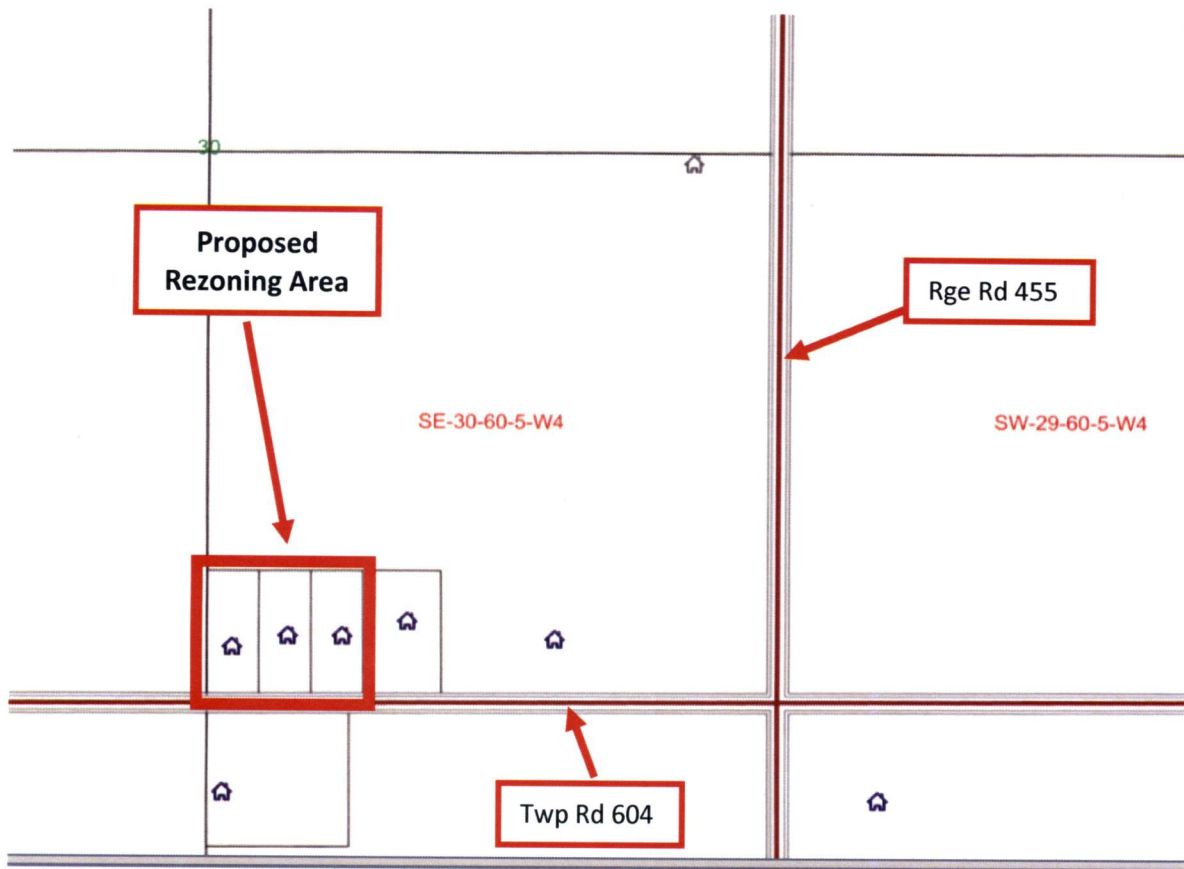 30
Proposed
Rezoning Area
Rge Rd 455
SE-30-60-5-W4
SW-29-60-5-W4
Twp Rd 604